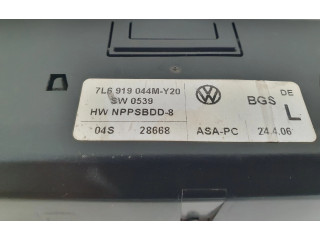 7L6 919 044M-Y20
SW 0539
HW NPPSBDD-8
04S 28668
BGS
DE
L
ASA-PC 24.4.06